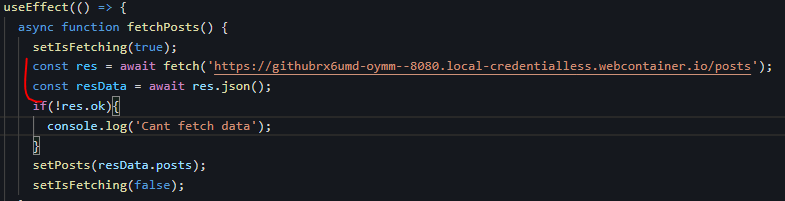 useEffect(() => {
async function fetchPosts() {
setIsFetching(true);
const res = await fetch('https://githubrx6umd-oymm--8080.local-credentialless.webcontainer.io/posts');
const resData = await res.json();
if(!res.ok){
console.log('Cant fetch data');
}
setPosts(resData.posts);
setIsFetching(false);